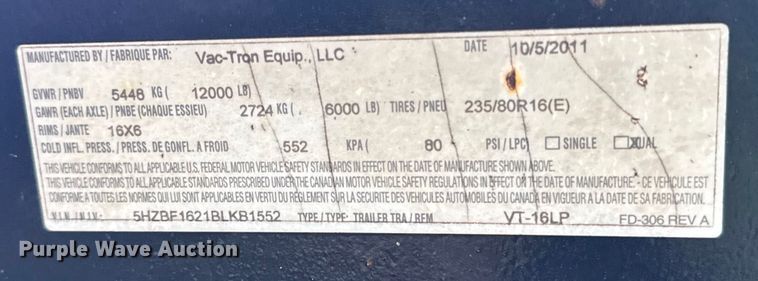 MANUFACTURED BY / FABRIQUE PAR: Vac-Tron Equip., LLC DATE 10/5/2011
GVWR / PNBV 5448 KG ( 12000 LB)
GAWR (EACH AXLE) / PNBE (CHAQUE ESSIEU) 2724 KG ( 6000 LB) TIRES / PNEU 235/80R16(E)
RIMS / JANTE 16X6
COLD INFL. PRESS. / PRESS. DE GONFL. A FROID 552 KPA ( 80 PSI / LPC) ☐ SINGLE ☐ DUAL
THIS VEHICLE CONFORMS TO ALL APPLICABLE U.S. FEDERAL MOTOR VEHICLE SAFETY STANDARDS IN EFFECT ON THE DATE OF MANUFACTURE SHOWN ABOVE.
THIS VEHICLE CONFORMS TO ALL APPLICABLE STANDARDS PRESCRIBED UNDER THE CANADIAN MOTOR VEHICLE SAFETY REGULATIONS IN EFFECT ON THE DATE OF MANUFACTURE. - CE VEHICULE EST
CONFORME A TOUTES LES NORMES QUI LUI SONT APPLICABLES EN VERTU DU RÈGLEMENT SUR LA SECURITE DES VEHICULES AUTOMOBILES DU CANADA EN VIGUEUR A LA DATE DE SA FABRICATION.
V.I.N. / N.I.V.: 5HZBF1621BLKB1552 TYPE / TYPE: TRAILER TRA / REM VT-16LP FD-306 REV A
Purple Wave Auction